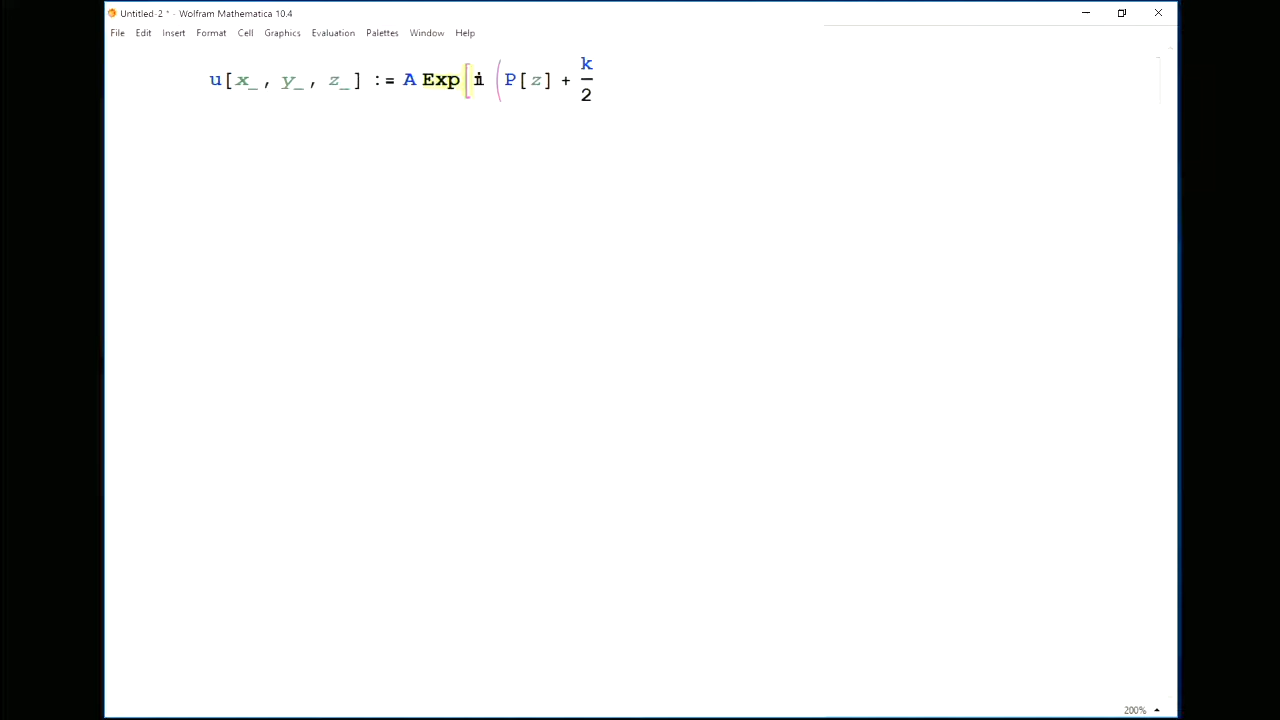 Untitled-2 * - Wolfram Mathematica 10.4
File Edit Insert Format Cell Graphics Evaluation Palettes Window Help
u[x_, y_, z_] := A Exp[ⅈ (P[z] + k/2
200%